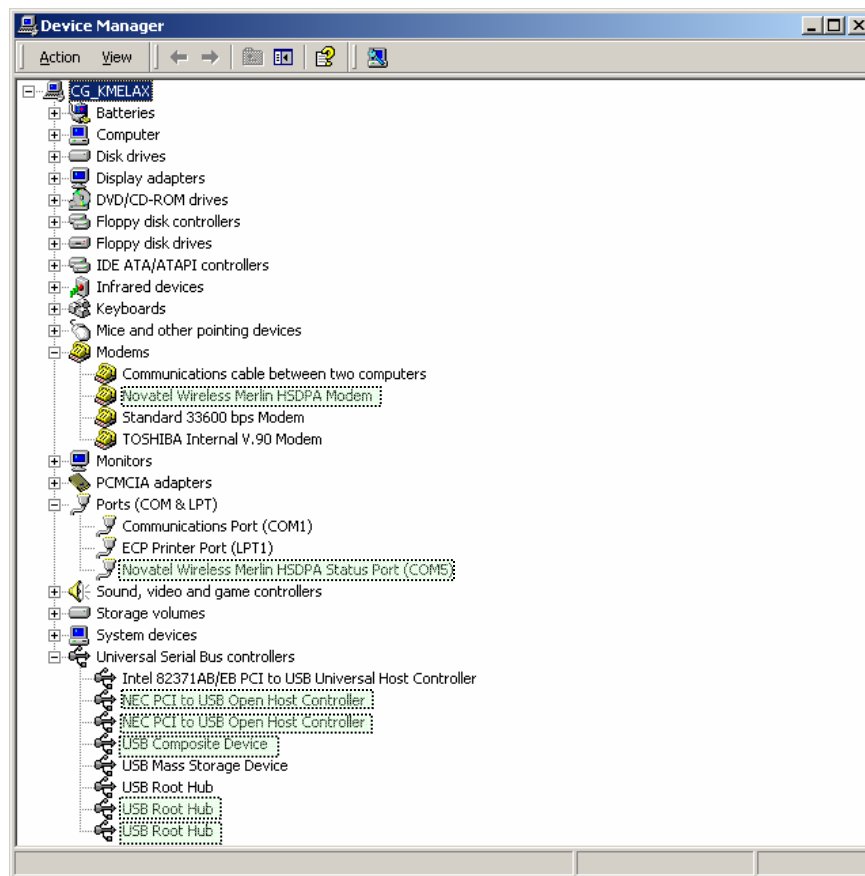 Device Manager
Action View
CG_KMELAX
Batteries
Computer
Disk drives
Display adapters
DVD/CD-ROM drives
Floppy disk controllers
Floppy disk drives
IDE ATA/ATAPI controllers
Infrared devices
Keyboards
Mice and other pointing devices
Modems
Communications cable between two computers
Novatel Wireless Merlin HSDPA Modem
Standard 33600 bps Modem
TOSHIBA Internal V.90 Modem
Monitors
PCMCIA adapters
Ports (COM & LPT)
Communications Port (COM1)
ECP Printer Port (LPT1)
Novatel Wireless Merlin HSDPA Status Port (COM5)
Sound, video and game controllers
Storage volumes
System devices
Universal Serial Bus controllers
Intel 82371AB/EB PCI to USB Universal Host Controller
NEC PCI to USB Open Host Controller
NEC PCI to USB Open Host Controller
USB Composite Device
USB Mass Storage Device
USB Root Hub
USB Root Hub
USB Root Hub